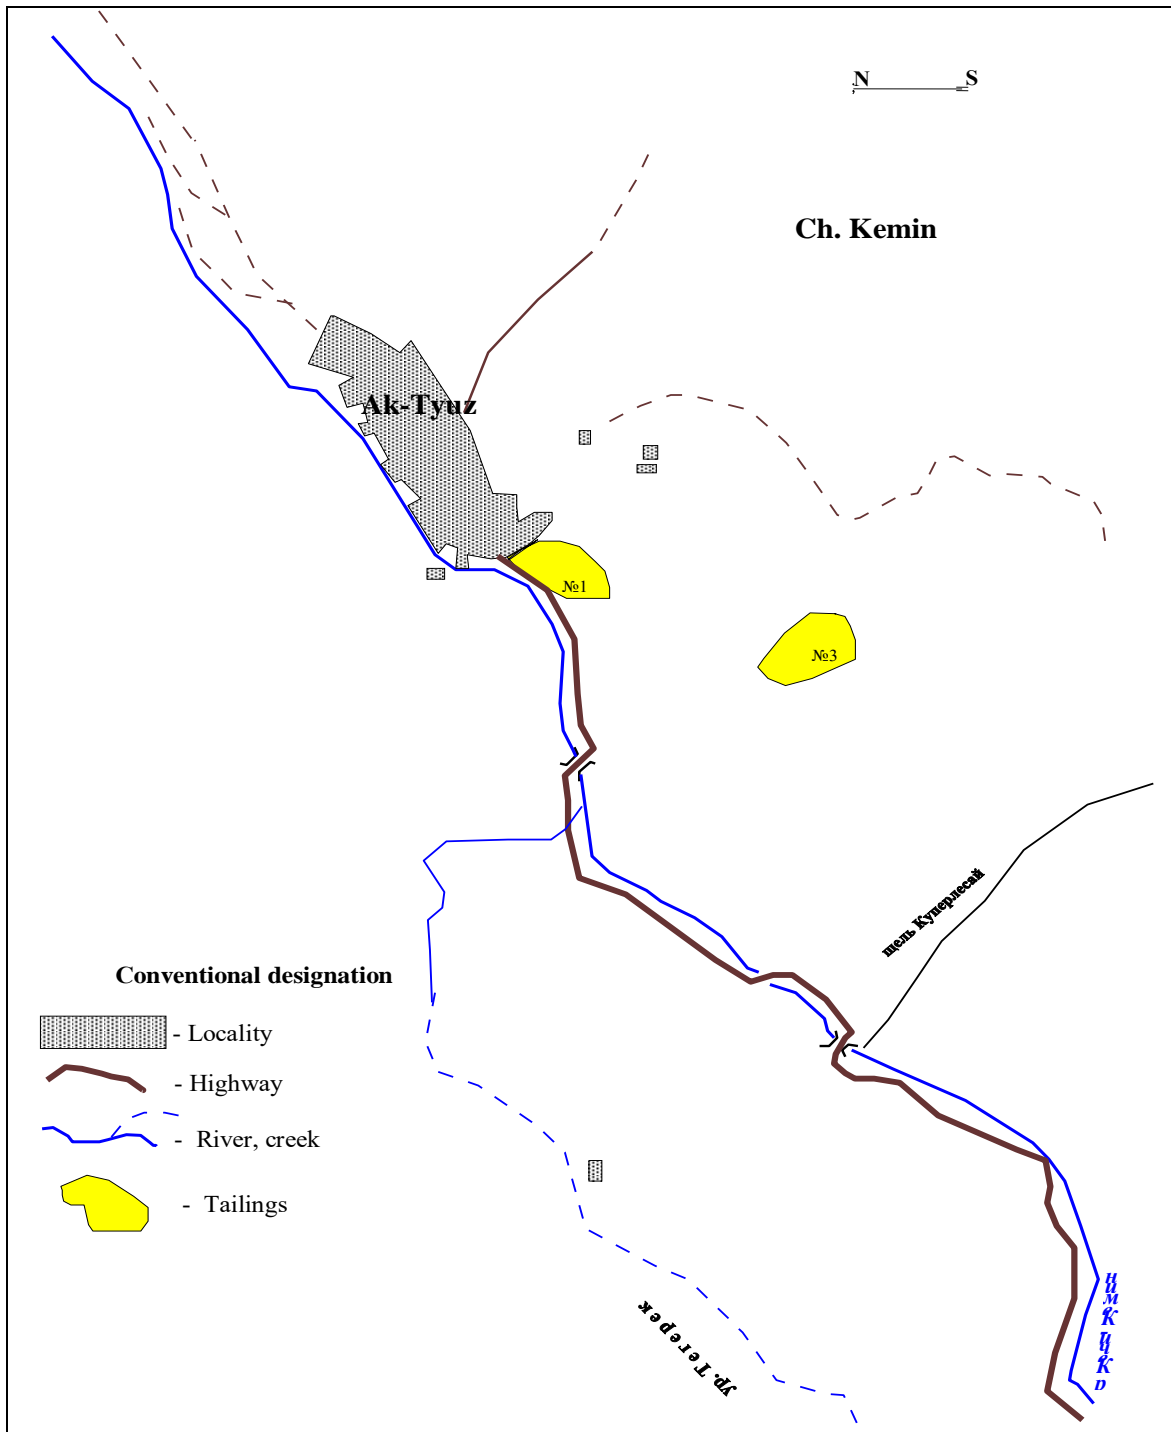 N S
Ch. Kemin
Ak-Tyuz
№1
№3
щель Куперлесай
Conventional designation
- Locality
- Highway
- River, creek
- Tailings
ур. Тегерек